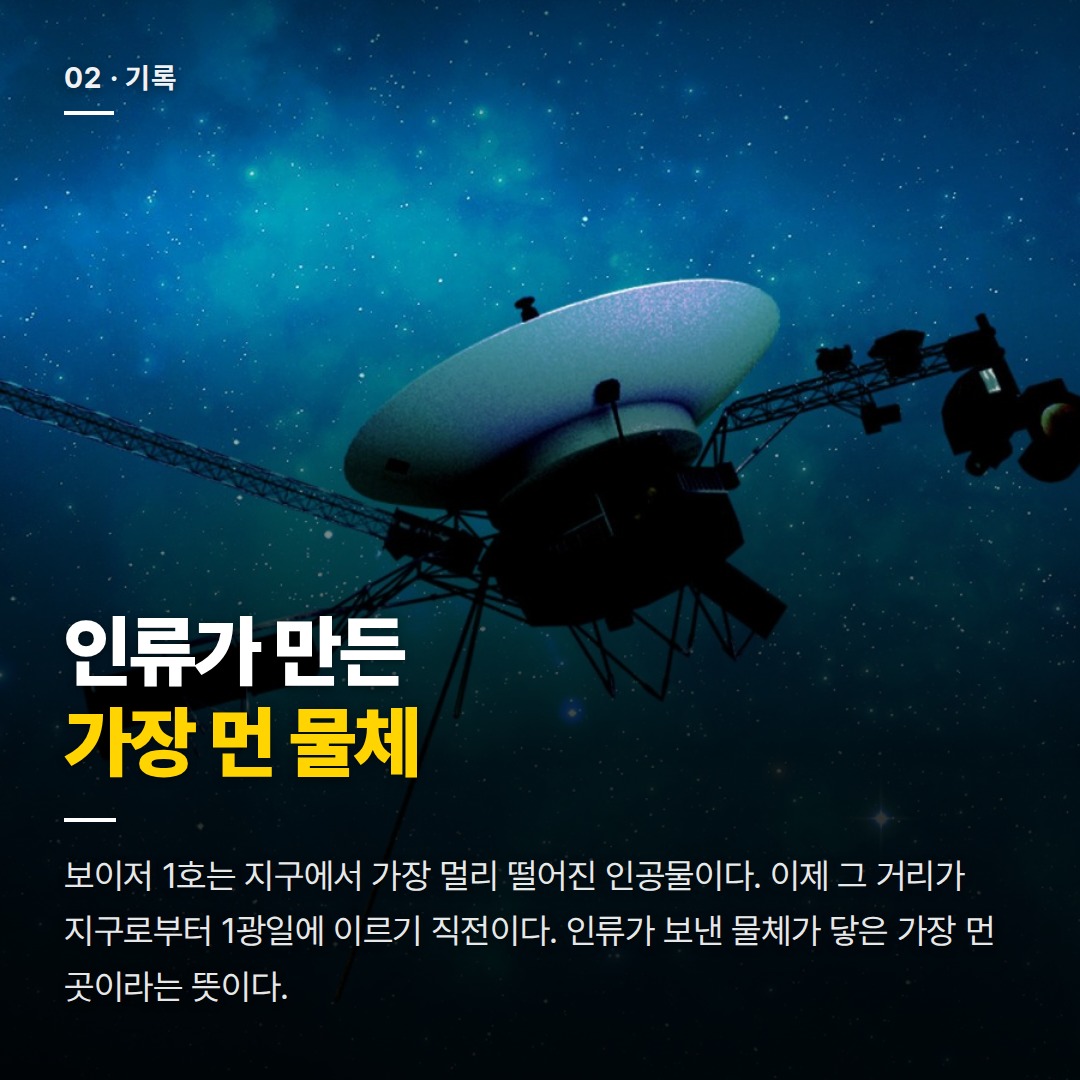 02 · 기록
인류가 만든
가장 먼 물체
보이저 1호는 지구에서 가장 멀리 떨어진 인공물이다. 이제 그 거리가
지구로부터 1광일에 이르기 직전이다. 인류가 보낸 물체가 닿은 가장 먼
곳이라는 뜻이다.